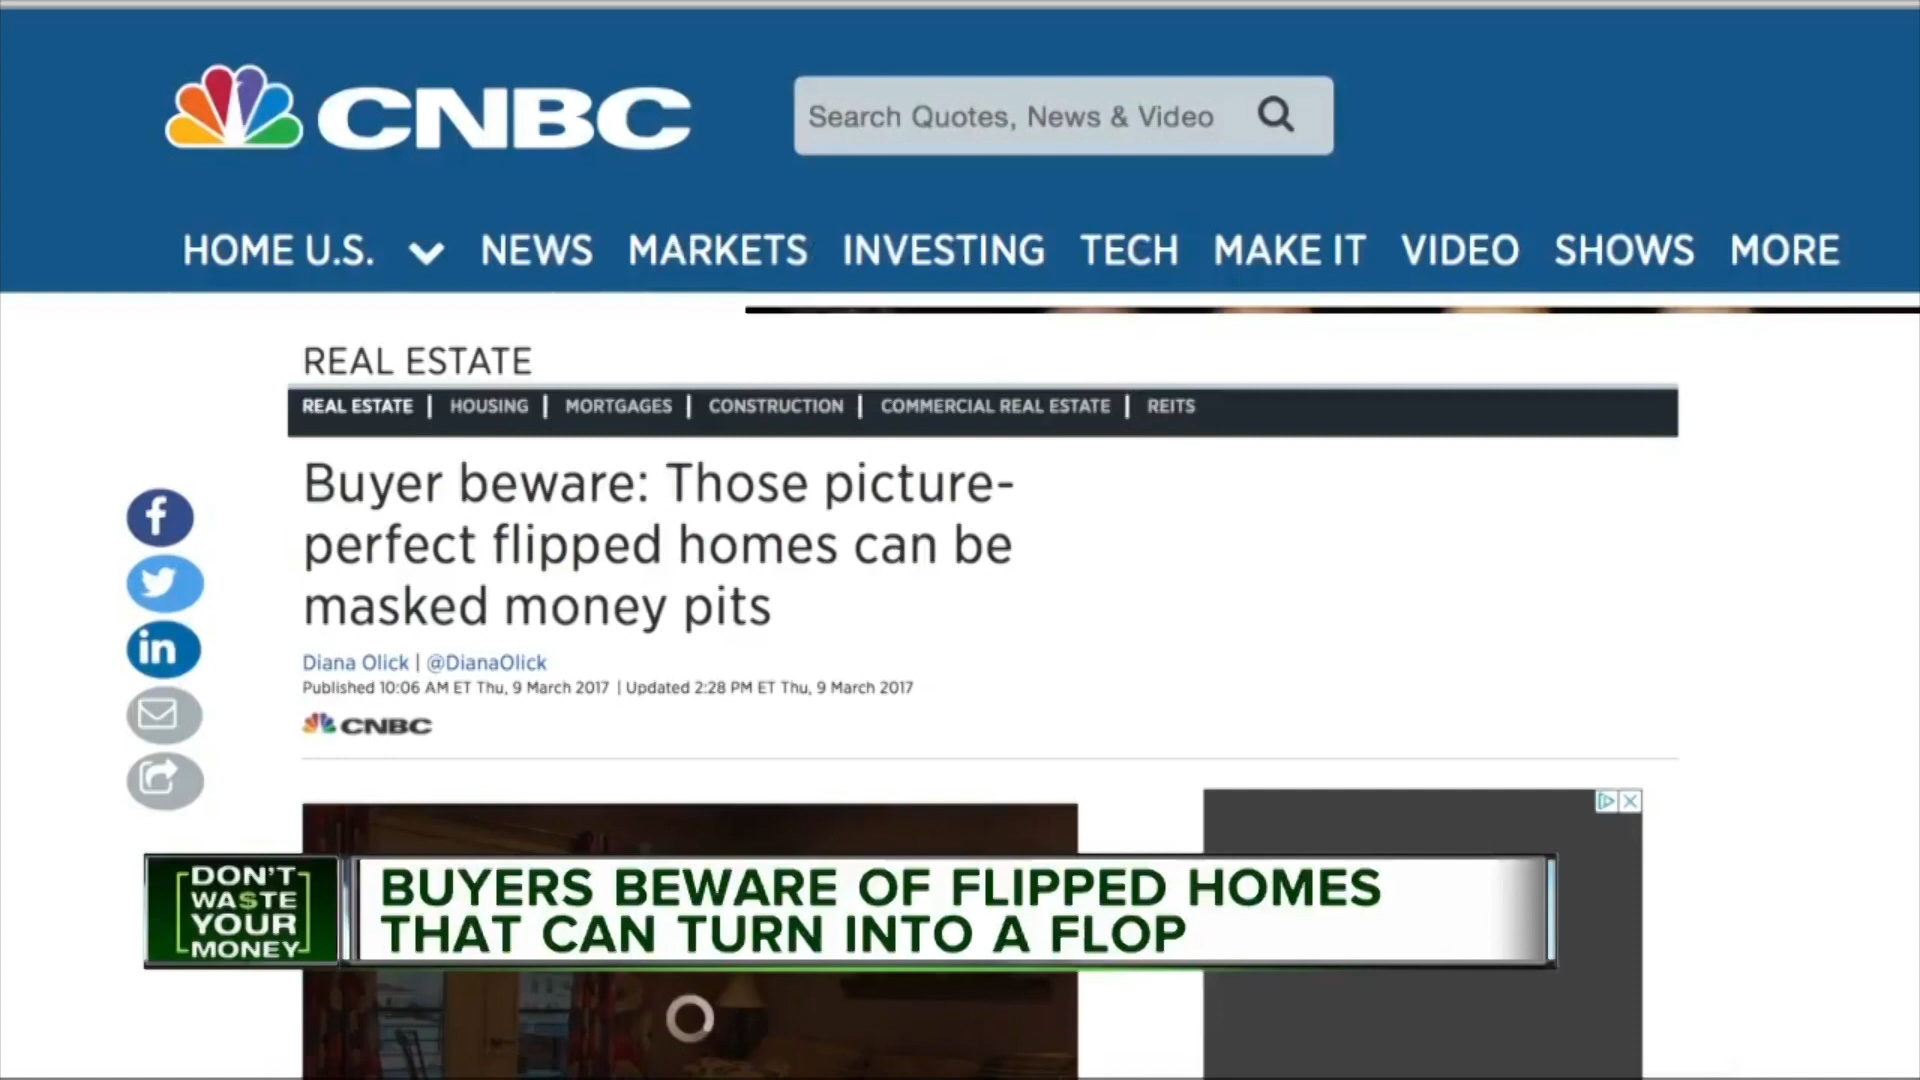 CNBC
Search Quotes, News & Video
HOME U.S. NEWS MARKETS INVESTING TECH MAKE IT VIDEO SHOWS MORE
REAL ESTATE
REAL ESTATE | HOUSING | MORTGAGES | CONSTRUCTION | COMMERCIAL REAL ESTATE | REITS
Buyer beware: Those picture-
perfect flipped homes can be
masked money pits
Diana Olick | @DianaOlick
Published 10:06 AM ET Thu, 9 March 2017 | Updated 2:28 PM ET Thu, 9 March 2017
CNBC
f
in
DON'T
WA$TE
YOUR
MONEY
BUYERS BEWARE OF FLIPPED HOMES
THAT CAN TURN INTO A FLOP